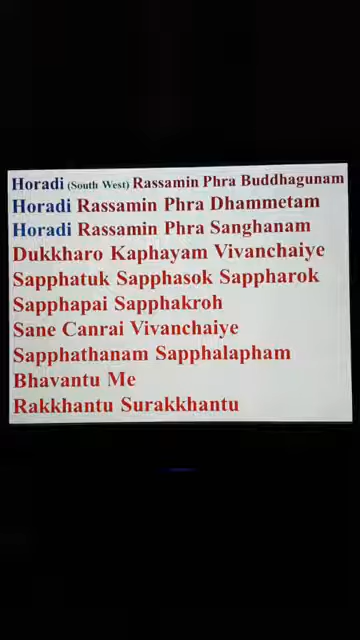 Horadi (South West) Rassamin Phra Buddhagunam
Horadi Rassamin Phra Dhammetam
Horadi Rassamin Phra Sanghanam
Dukkharo Kaphayam Vivanchaiye
Sapphatuk Sapphasok Sappharok
Sapphapai Sapphakroh
Sane Canrai Vivanchaiye
Sapphathanam Sapphalapham
Bhavantu Me
Rakkhantu Surakkhantu